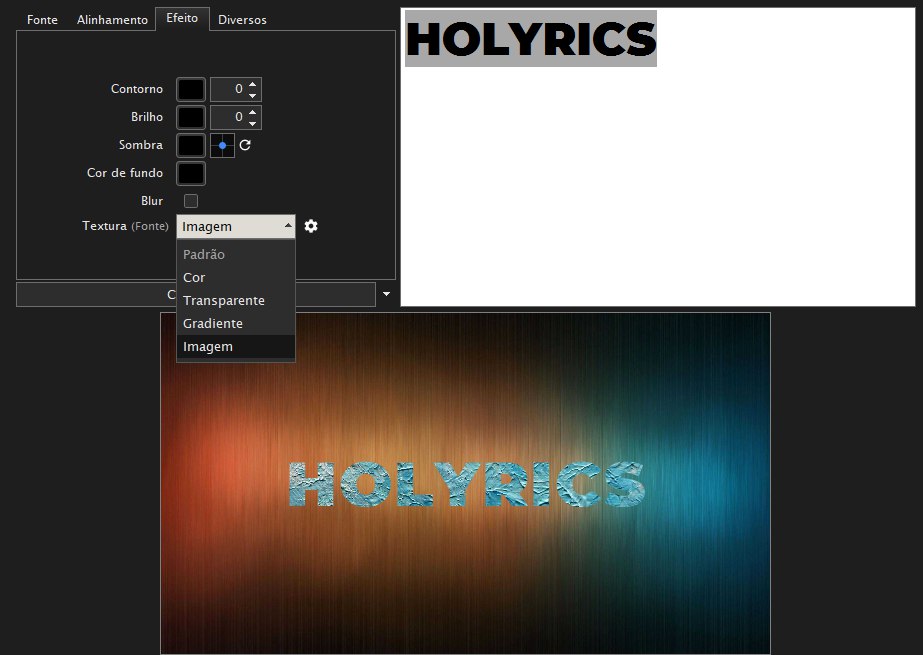 Fonte Alinhamento Efeito Diversos
HOLYRICS
Contorno 0
Brilho 0
Sombra
Cor de fundo
Blur
Textura (Fonte) Imagem
Padrão
Cor
Transparente
Gradiente
Imagem
HOLYRICS